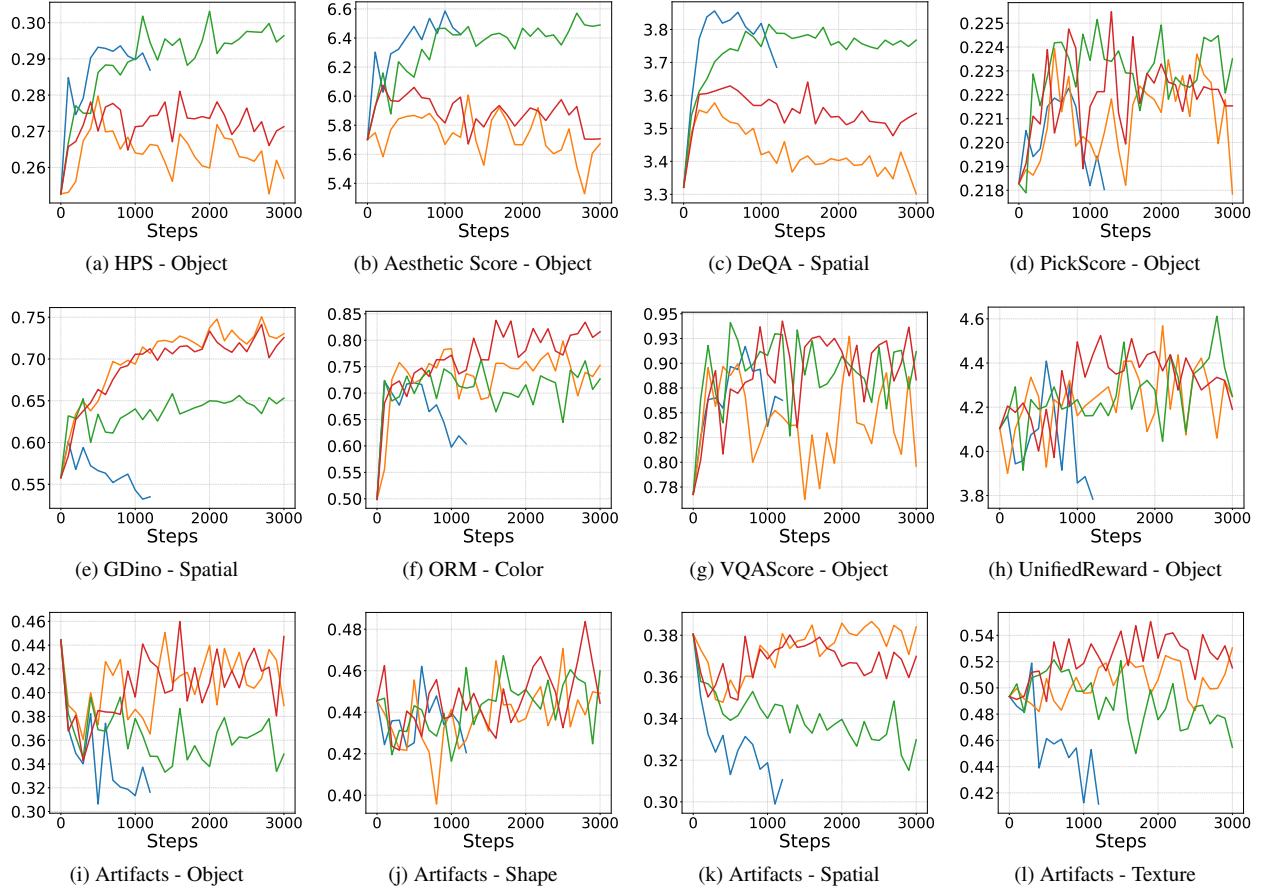 0.30
0.29
0.28
0.27
0.26
0 1000 2000 3000
Steps
(a) HPS - Object
6.6
6.4
6.2
6.0
5.8
5.6
5.4
0 1000 2000 3000
Steps
(b) Aesthetic Score - Object
3.8
3.7
3.6
3.5
3.4
3.3
0 1000 2000 3000
Steps
(c) DeQA - Spatial
0.225
0.224
0.222
0.221
0.219
0.218
0 1000 2000 3000
Steps
(d) PickScore - Object
0.75
0.70
0.65
0.60
0.55
0 1000 2000 3000
Steps
(e) GDino - Spatial
0.85
0.80
0.75
0.70
0.65
0.60
0.55
0.50
0 1000 2000 3000
Steps
(f) ORM - Color
0.95
0.93
0.90
0.88
0.85
0.82
0.80
0.78
0 1000 2000 3000
Steps
(g) VQAScore - Object
4.6
4.4
4.2
4.0
3.8
0 1000 2000 3000
Steps
(h) UnifiedReward - Object
0.46
0.44
0.42
0.40
0.38
0.36
0.34
0.32
0.30
0 1000 2000 3000
Steps
(i) Artifacts - Object
0.48
0.46
0.44
0.42
0.40
0 1000 2000 3000
Steps
(j) Artifacts - Shape
0.38
0.36
0.34
0.32
0.30
0 1000 2000 3000
Steps
(k) Artifacts - Spatial
0.54
0.52
0.50
0.48
0.46
0.44
0.42
0 1000 2000 3000
Steps
(l) Artifacts - Texture